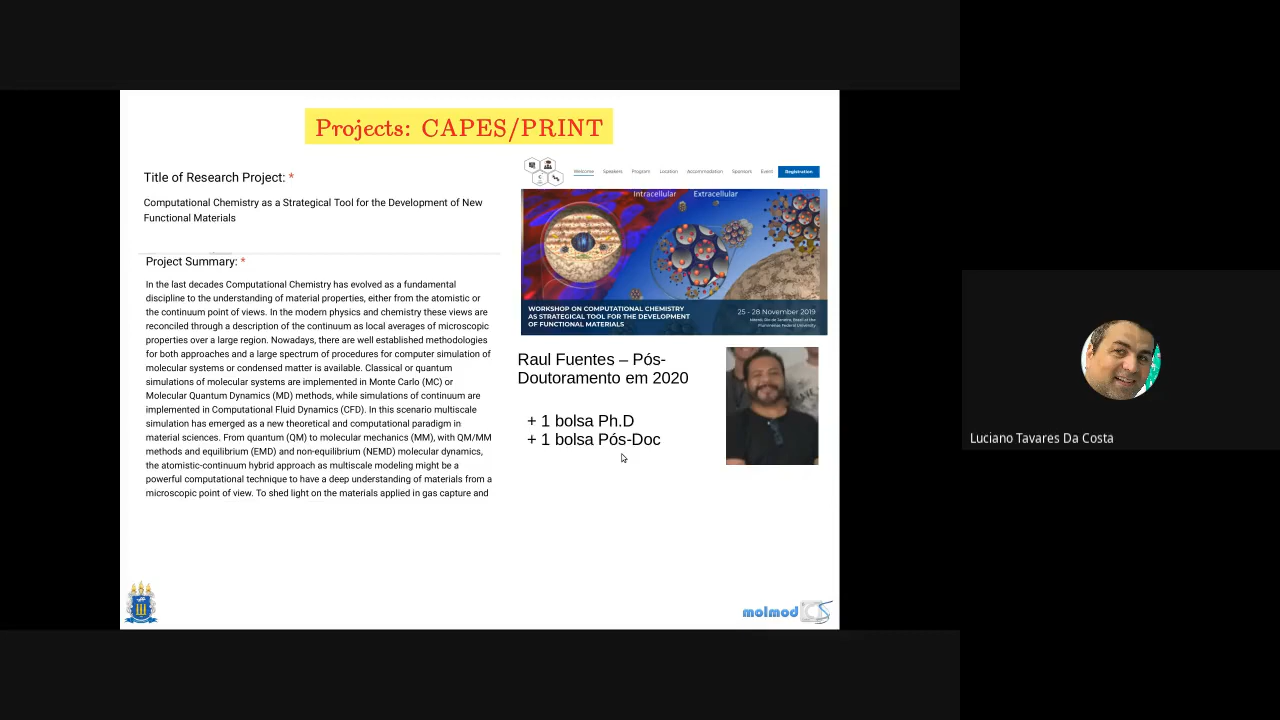 Projects: CAPES/PRINT
Title of Research Project: *
Computational Chemistry as a Strategical Tool for the Development of New
Functional Materials
Project Summary: *
In the last decades Computational Chemistry has evolved as a fundamental
discipline to the understanding of material properties, either from the atomistic or
the continuum point of views. In the modern physics and chemistry these views are
reconciled through a description of the continuum as local averages of microscopic
properties over a large region. Nowadays, there are well established methodologies
for both approaches and a large spectrum of procedures for computer simulation of
molecular systems or condensed matter is available. Classical or quantum
simulations of molecular systems are implemented in Monte Carlo (MC) or
Molecular Quantum Dynamics (MD) methods, while simulations of continuum are
implemented in Computational Fluid Dynamics (CFD). In this scenario multiscale
simulation has emerged as a new theoretical and computational paradigm in
material sciences. From quantum (QM) to molecular mechanics (MM), with QM/MM
methods and equilibrium (EMD) and non-equilibrium (NEMD) molecular dynamics,
the atomistic-continuum hybrid approach as multiscale modeling might be a
powerful computational technique to have a deep understanding of materials from a
microscopic point of view. To shed light on the materials applied in gas capture and
Welcome Speakers Program Location Accommodation Sponsors Event Registration
Intracellular Extracellular
WORKSHOP ON COMPUTATIONAL CHEMISTRY
AS STRATEGICAL TOOL FOR THE DEVELOPMENT
OF FUNCTIONAL MATERIALS
25 - 28 November 2019
Niterói, Rio de Janeiro, Brazil at the
Fluminense Federal University
Raul Fuentes – Pós-
Doutoramento em 2020
+ 1 bolsa Ph.D
+ 1 bolsa Pós-Doc
molmod CS
Luciano Tavares Da Costa